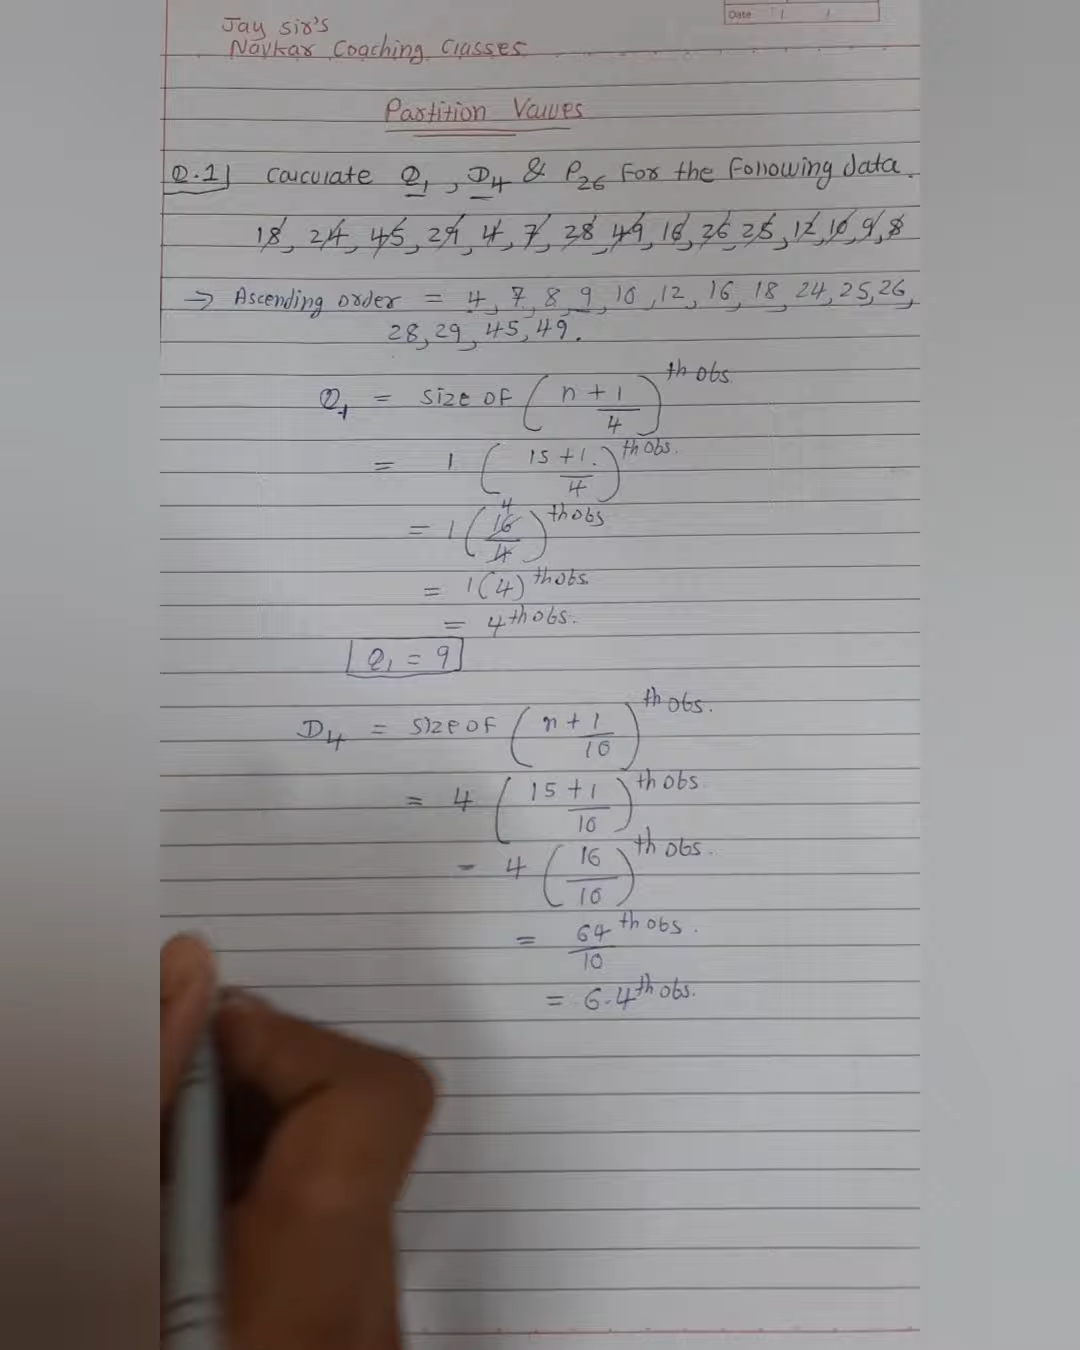 Jay sir's
Navkar Coaching Classes
Date
Partition Values
Q.1] Calculate Q₁, D₄ & P₂₆ For the Following data.
18, 24, 45, 29, 4, 7, 28, 49, 16, 26, 25, 12, 10, 9, 8
→ Ascending order = 4, 7, 8, 9, 10, 12, 16, 18, 24, 25, 26,
28, 29, 45, 49.
Q₁ = size of (n + 1 / 4)th obs.
= 1 (15 + 1. / 4)th obs.
= 1 (16 / 4)th obs 4
= 1(4)th obs.
= 4th obs.
Q₁ = 9
D₄ = size of (n + 1 / 10)th obs.
= 4 (15 + 1 / 10)th obs.
= 4 (16 / 10)th obs.
= 64 / 10 th obs.
= 6.4th obs.